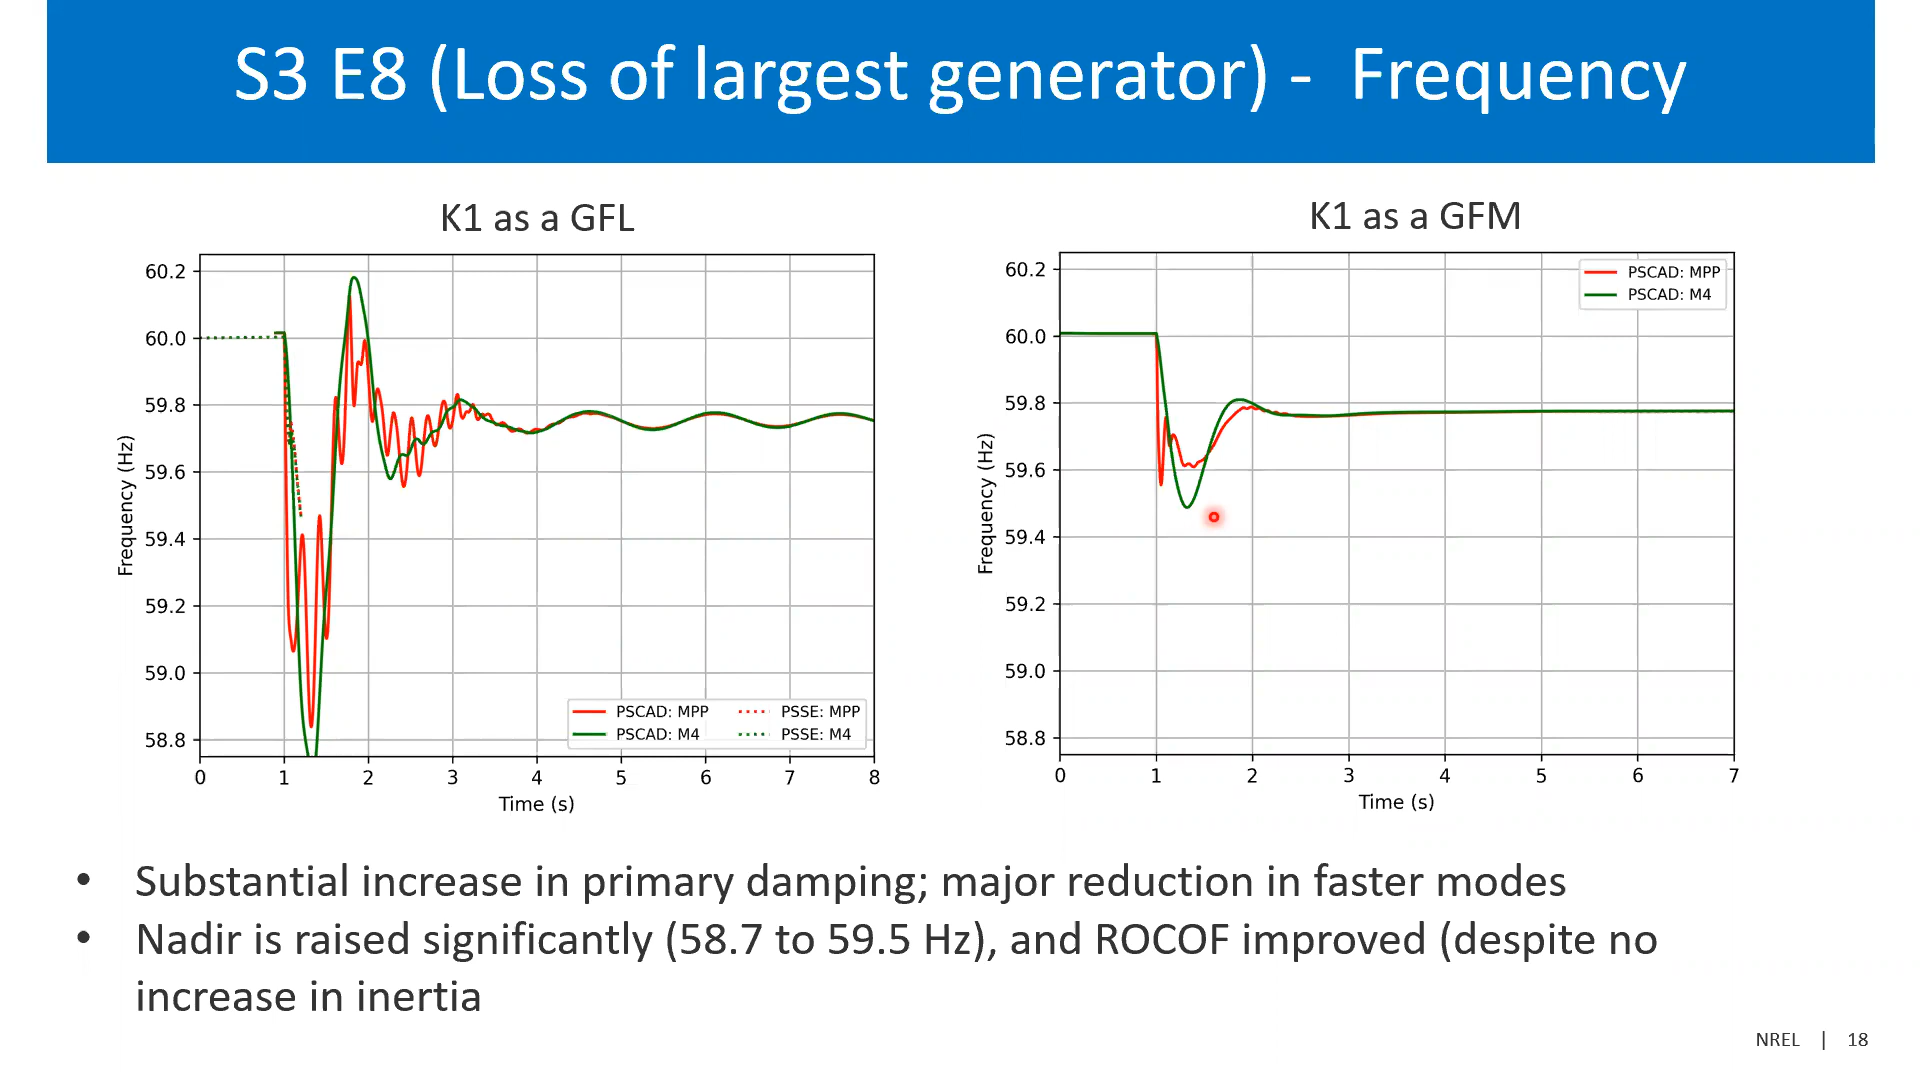 S3 E8 (Loss of largest generator) - Frequency
K1 as a GFL
60.2
60.0
59.8
59.6
59.4
59.2
59.0
58.8
Frequency (Hz)
PSCAD: MPP PSSE: MPP
PSCAD: M4 PSSE: M4
0 1 2 3 4 5 6 7 8
Time (s)
K1 as a GFM
60.2
60.0
59.8
59.6
59.4
59.2
59.0
58.8
Frequency (Hz)
PSCAD: MPP
PSCAD: M4
0 1 2 3 4 5 6 7
Time (s)
• Substantial increase in primary damping; major reduction in faster modes
• Nadir is raised significantly (58.7 to 59.5 Hz), and ROCOF improved (despite no
increase in inertia
NREL | 18